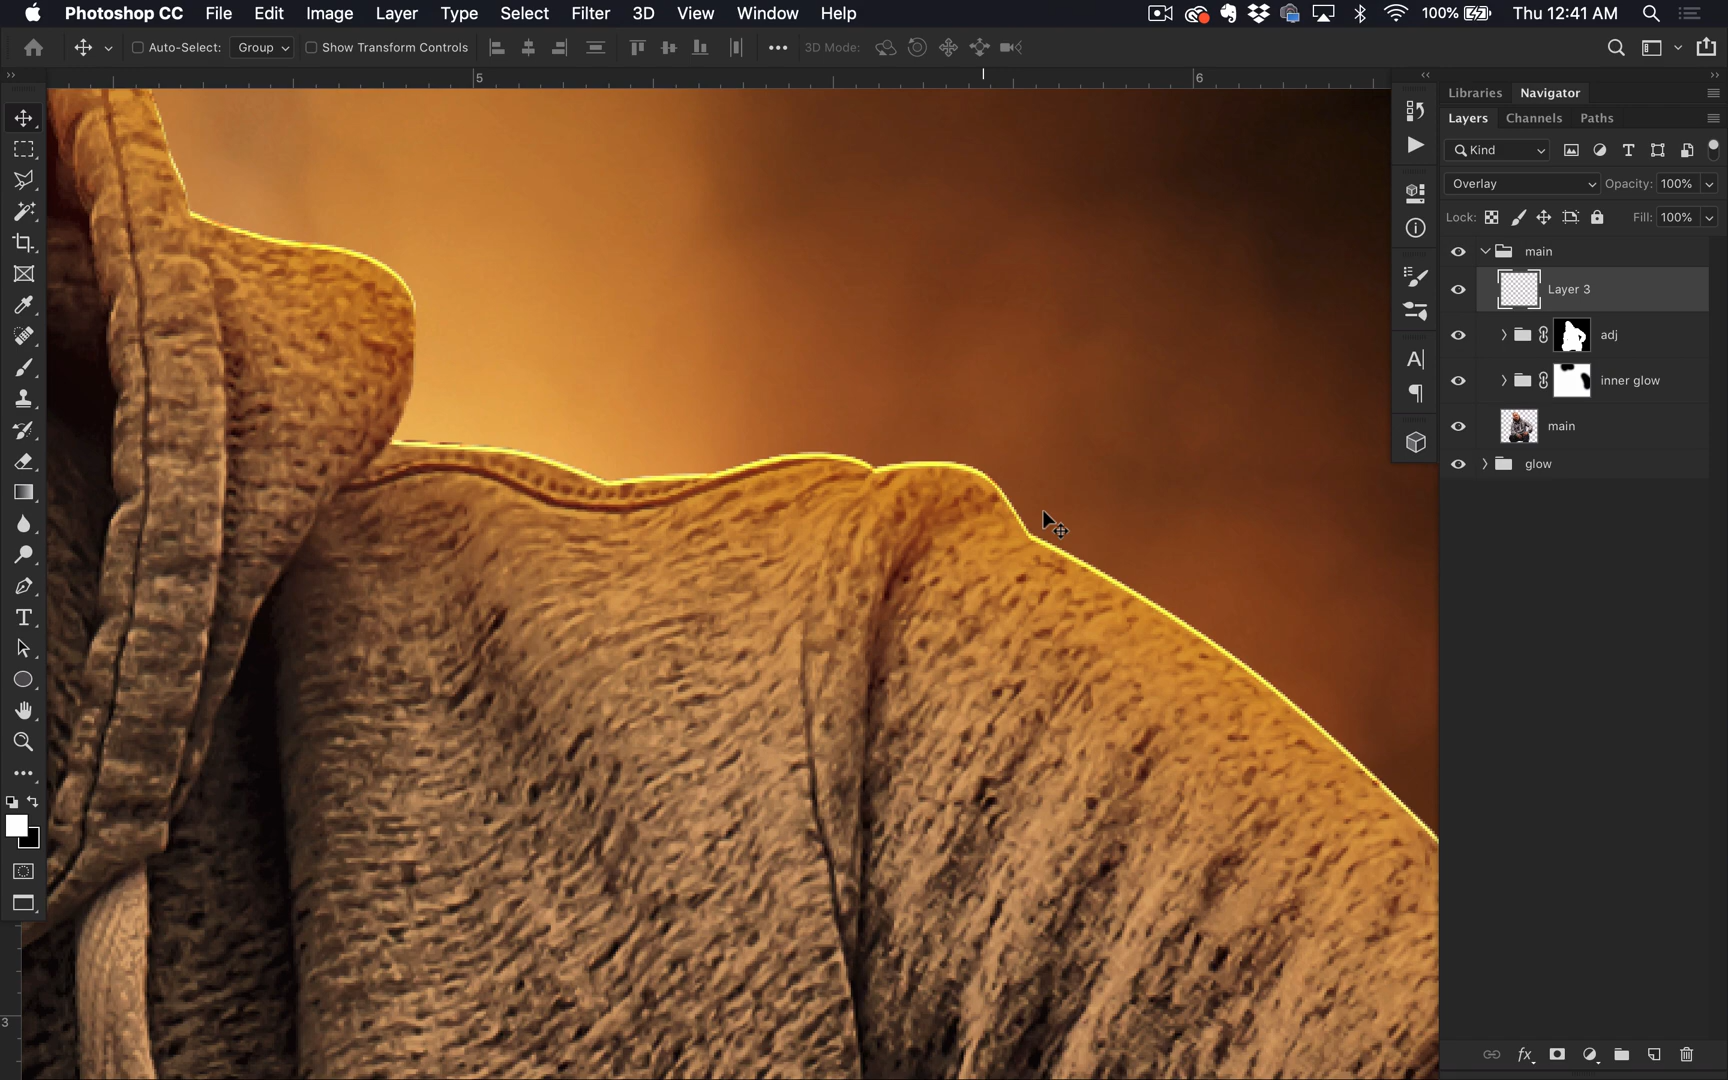 Photoshop CC File Edit Image Layer Type Select Filter 3D View Window Help 100% Thu 12:41 AM
Auto-Select: Group Show Transform Controls 3D Mode:
5 6
Libraries Navigator
Layers Channels Paths
Kind
Overlay Opacity: 100%
Lock: Fill: 100%
main
Layer 3
adj
inner glow
main
glow
3